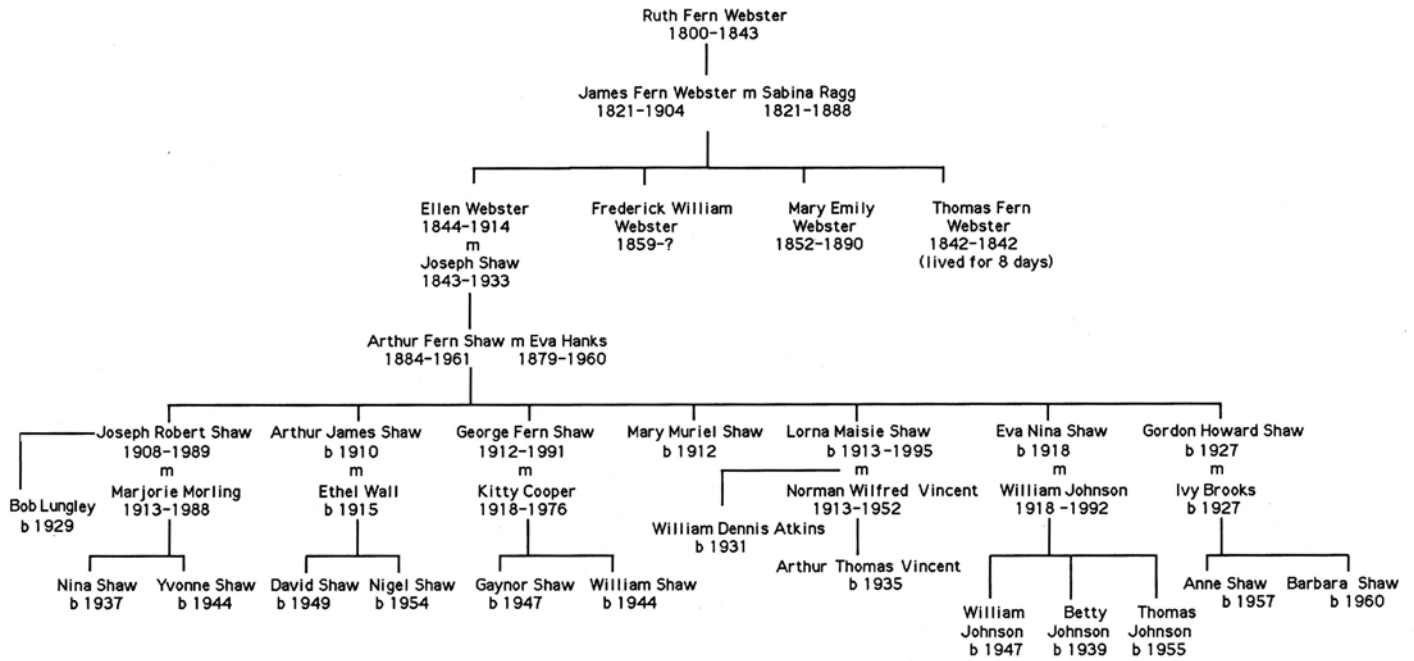 Ruth Fern Webster
1800-1843
James Fern Webster m Sabina Ragg
1821-1904 1821-1888
Ellen Webster
1844-1914
m
Joseph Shaw
1843-1933
Frederick William
Webster
1859-?
Mary Emily
Webster
1852-1890
Thomas Fern
Webster
1842-1842
(lived for 8 days)
Arthur Fern Shaw m Eva Hanks
1884-1961 1879-1960
Joseph Robert Shaw
1908-1989
m
Marjorie Morling
1913-1988
Arthur James Shaw
b 1910
m
Ethel Wall
b 1915
George Fern Shaw
1912-1991
m
Kitty Cooper
1918-1976
Mary Muriel Shaw
b 1912
Lorna Maisie Shaw
b 1913-1995
m
Norman Wilfred Vincent
1913-1952
Eva Nina Shaw
b 1918
m
William Johnson
1918-1992
Gordon Howard Shaw
b 1927
m
Ivy Brooks
b 1927
Bob Lungley
b 1929
William Dennis Atkins
b 1931
Nina Shaw
b 1937
Yvonne Shaw
b 1944
David Shaw
b 1949
Nigel Shaw
b 1954
Gaynor Shaw
b 1947
William Shaw
b 1944
Arthur Thomas Vincent
b 1935
William
Johnson
b 1947
Betty
Johnson
b 1939
Thomas
Johnson
b 1955
Anne Shaw
b 1957
Barbara Shaw
b 1960